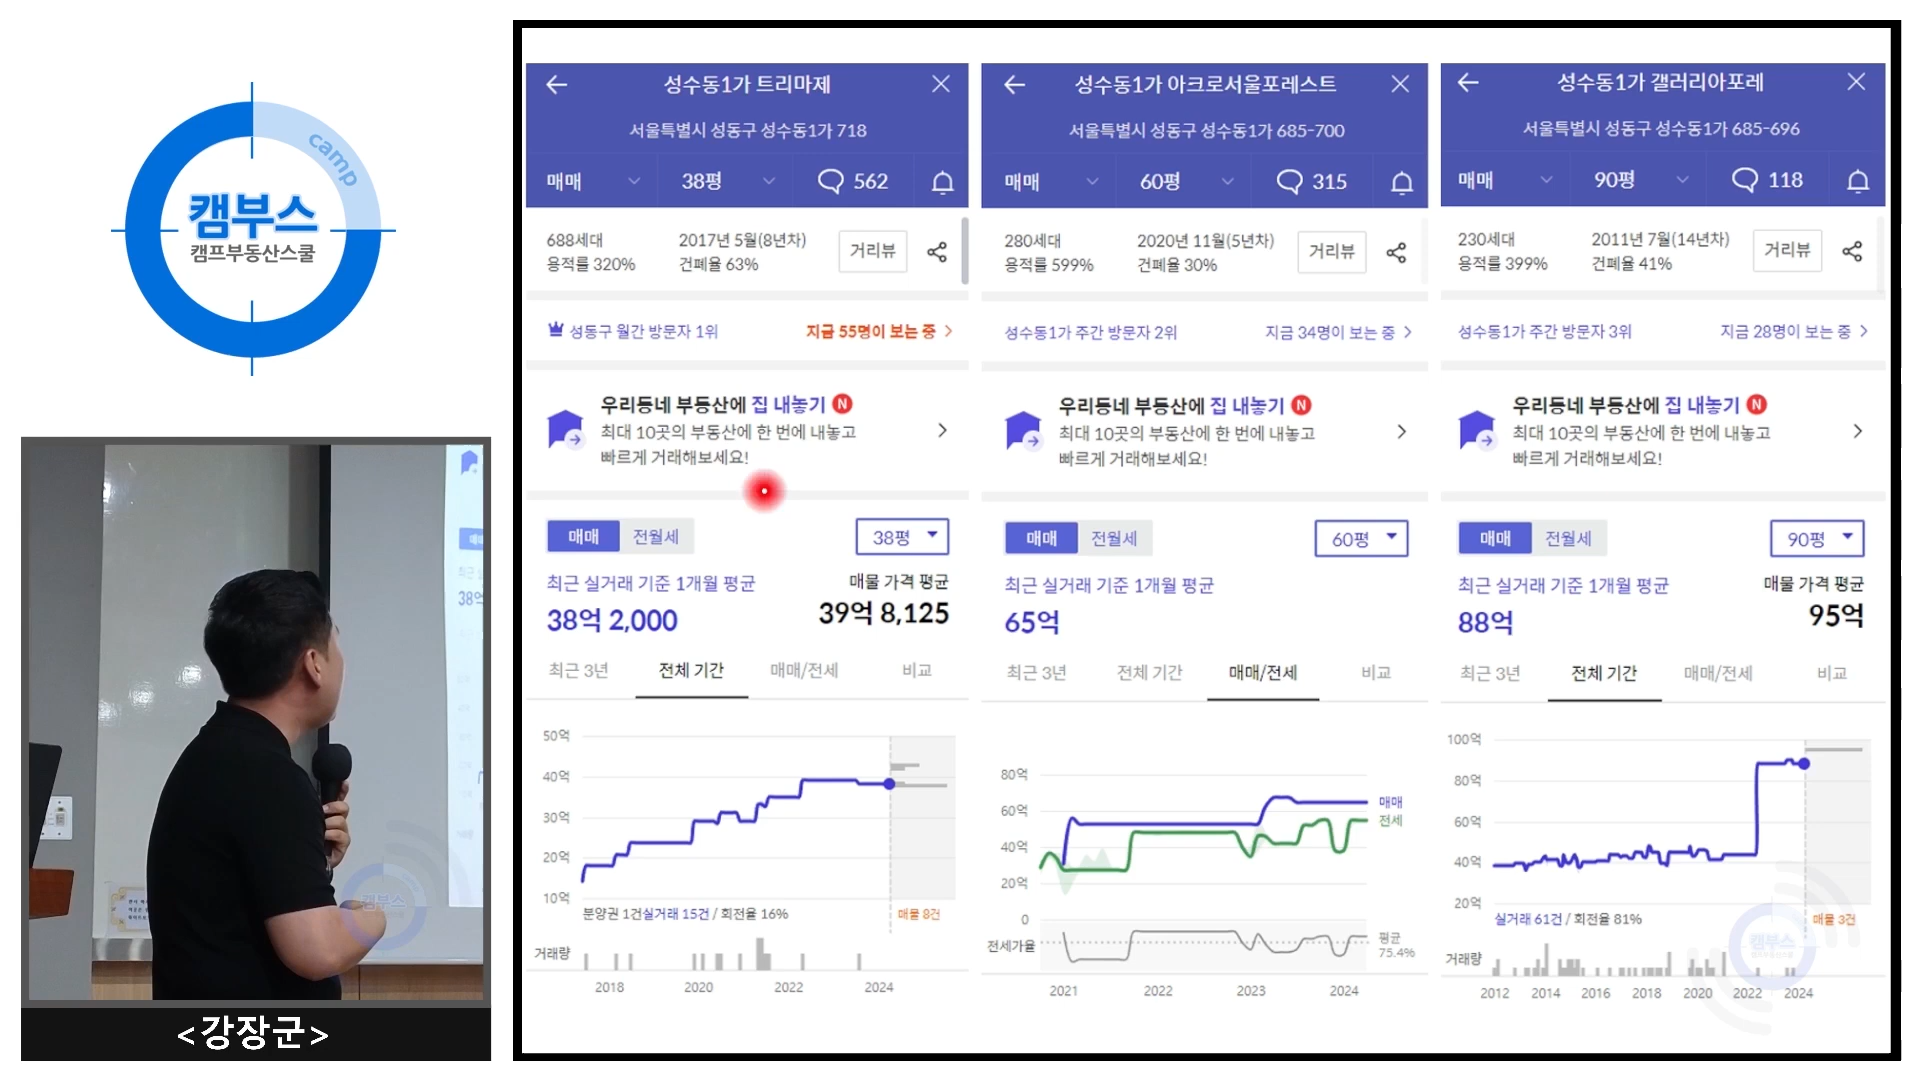 camp
캠부스
캠프부동산스쿨
<강장군>
성수동1가 트리마제
서울특별시 성동구 성수동1가 718
매매 38평 562
688세대 2017년 5월(8년차) 거리뷰
용적률 320% 건폐율 63%
성동구 월간 방문자 1위 지금 55명이 보는 중
우리동네 부동산에 집 내놓기 N
최대 10곳의 부동산에 한 번에 내놓고
빠르게 거래해보세요!
매매 전월세 38평
최근 실거래 기준 1개월 평균 매물 가격 평균
38억 2,000 39억 8,125
최근 3년 전체 기간 매매/전세 비교
50억
40억
30억
20억
10억
분양권 1건실거래 15건 / 회전율 16% 매물 8건
거래량
2018 2020 2022 2024
성수동1가 아크로서울포레스트
서울특별시 성동구 성수동1가 685-700
매매 60평 315
280세대 2020년 11월(5년차) 거리뷰
용적률 599% 건폐율 30%
성수동1가 주간 방문자 2위 지금 34명이 보는 중
우리동네 부동산에 집 내놓기 N
최대 10곳의 부동산에 한 번에 내놓고
빠르게 거래해보세요!
매매 전월세 60평
최근 실거래 기준 1개월 평균
65억
최근 3년 전체 기간 매매/전세 비교
80억
매매
60억
전세
40억
20억
0
전세가율 평균
75.4%
2021 2022 2023 2024
성수동1가 갤러리아포레
서울특별시 성동구 성수동1가 685-696
매매 90평 118
230세대 2011년 7월(14년차) 거리뷰
용적률 399% 건폐율 41%
성수동1가 주간 방문자 3위 지금 28명이 보는 중
우리동네 부동산에 집 내놓기 N
최대 10곳의 부동산에 한 번에 내놓고
빠르게 거래해보세요!
매매 전월세 90평
최근 실거래 기준 1개월 평균 매물 가격 평균
88억 95억
최근 3년 전체 기간 매매/전세 비교
100억
80억
60억
40억
20억
실거래 61건 / 회전율 81% 매물 3건
거래량
2012 2014 2016 2018 2020 2022 2024
캠부스